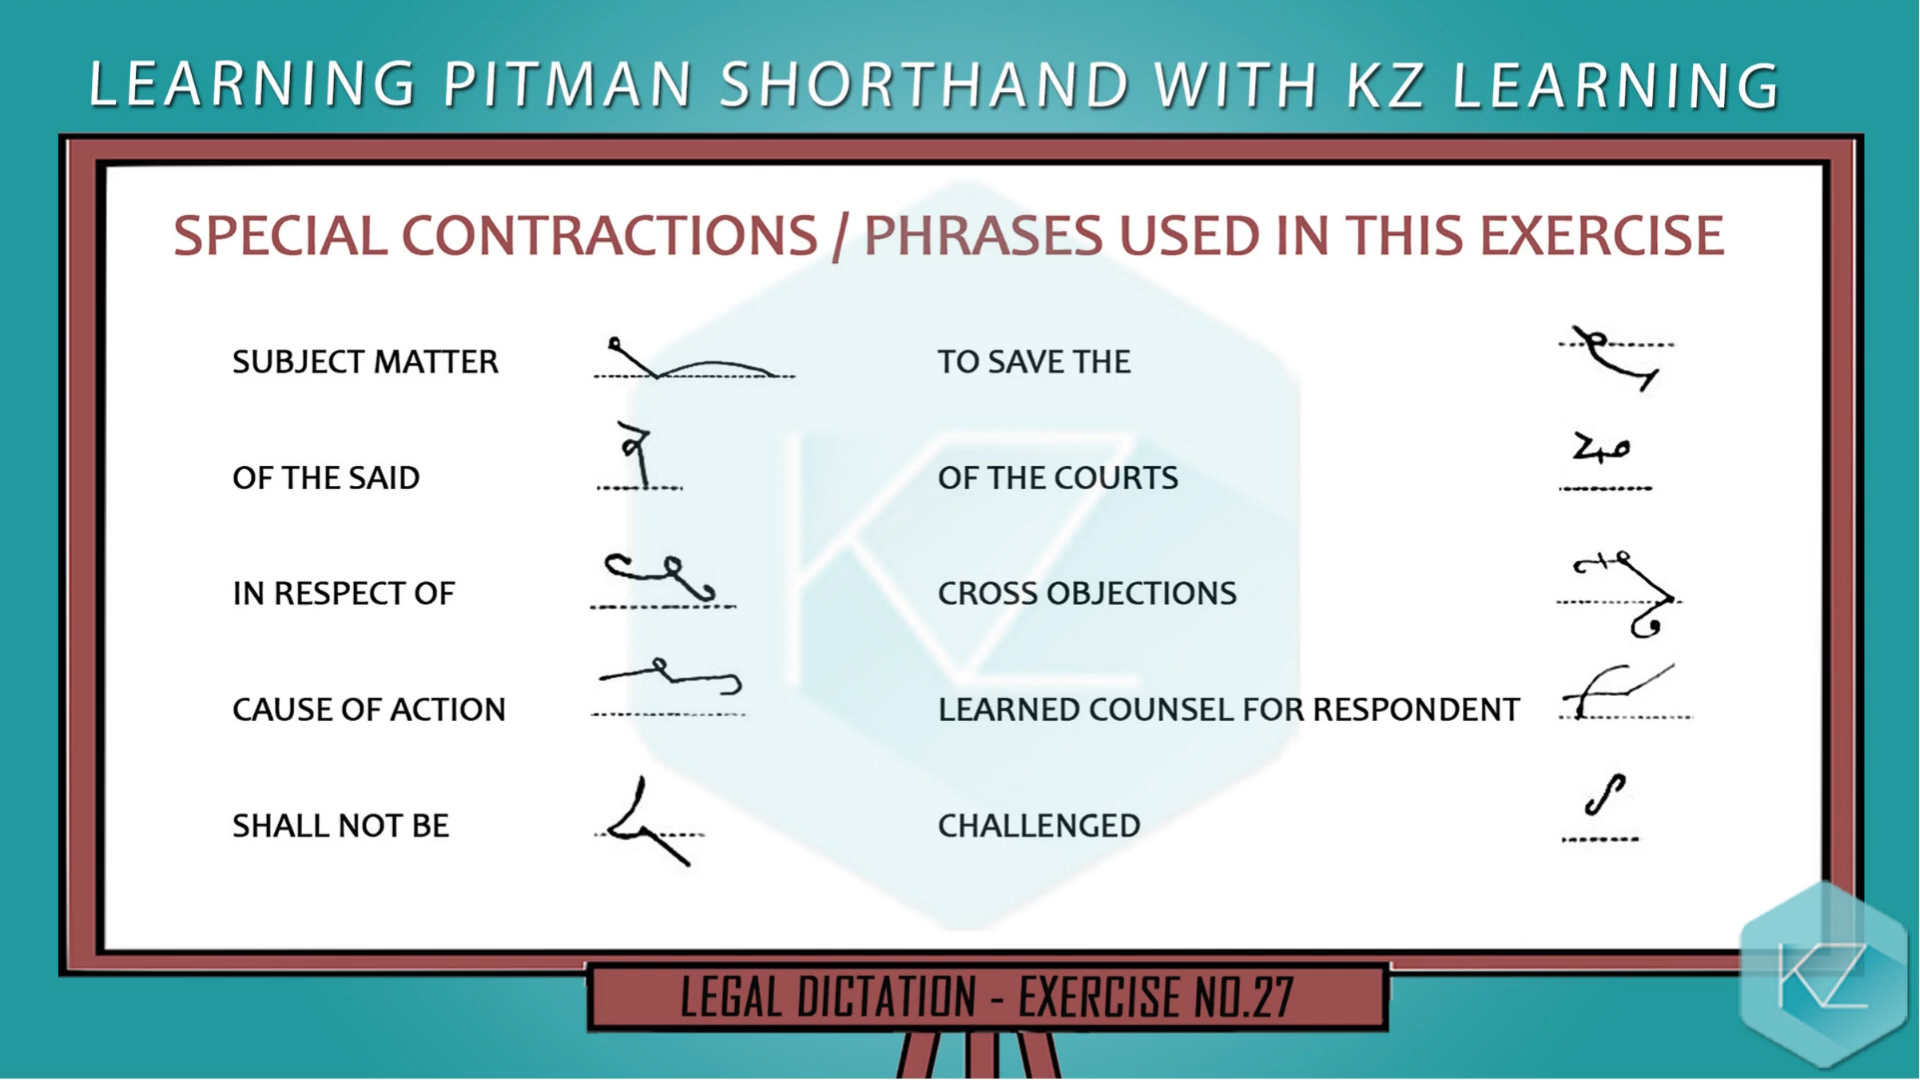 LEARNING PITMAN SHORTHAND WITH KZ LEARNING
SPECIAL CONTRACTIONS / PHRASES USED IN THIS EXERCISE
SUBJECT MATTER
OF THE SAID
IN RESPECT OF
CAUSE OF ACTION
SHALL NOT BE
TO SAVE THE
OF THE COURTS
CROSS OBJECTIONS
LEARNED COUNSEL FOR RESPONDENT
CHALLENGED
LEGAL DICTATION - EXERCISE NO.27
KZ
KZ